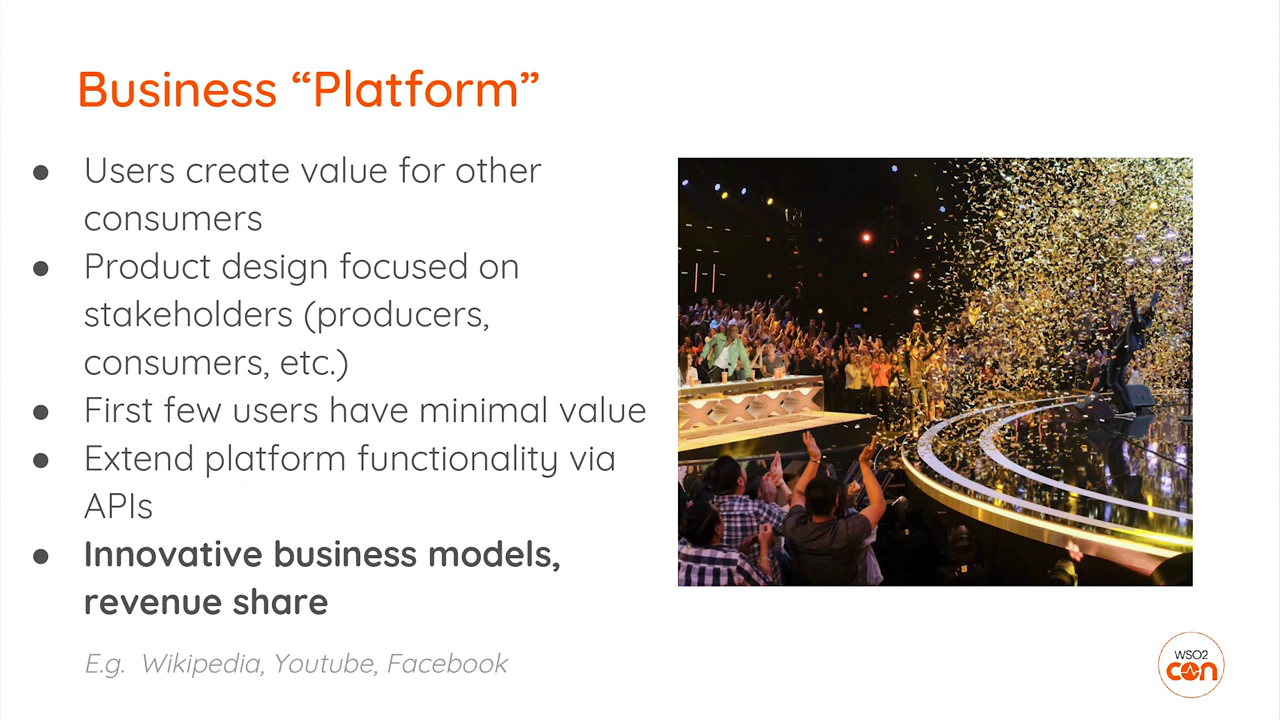 Business “Platform”
● Users create value for other
consumers
● Product design focused on
stakeholders (producers,
consumers, etc.)
● First few users have minimal value
● Extend platform functionality via
APIs
● Innovative business models,
revenue share
E.g. Wikipedia, Youtube, Facebook
WSO2
con